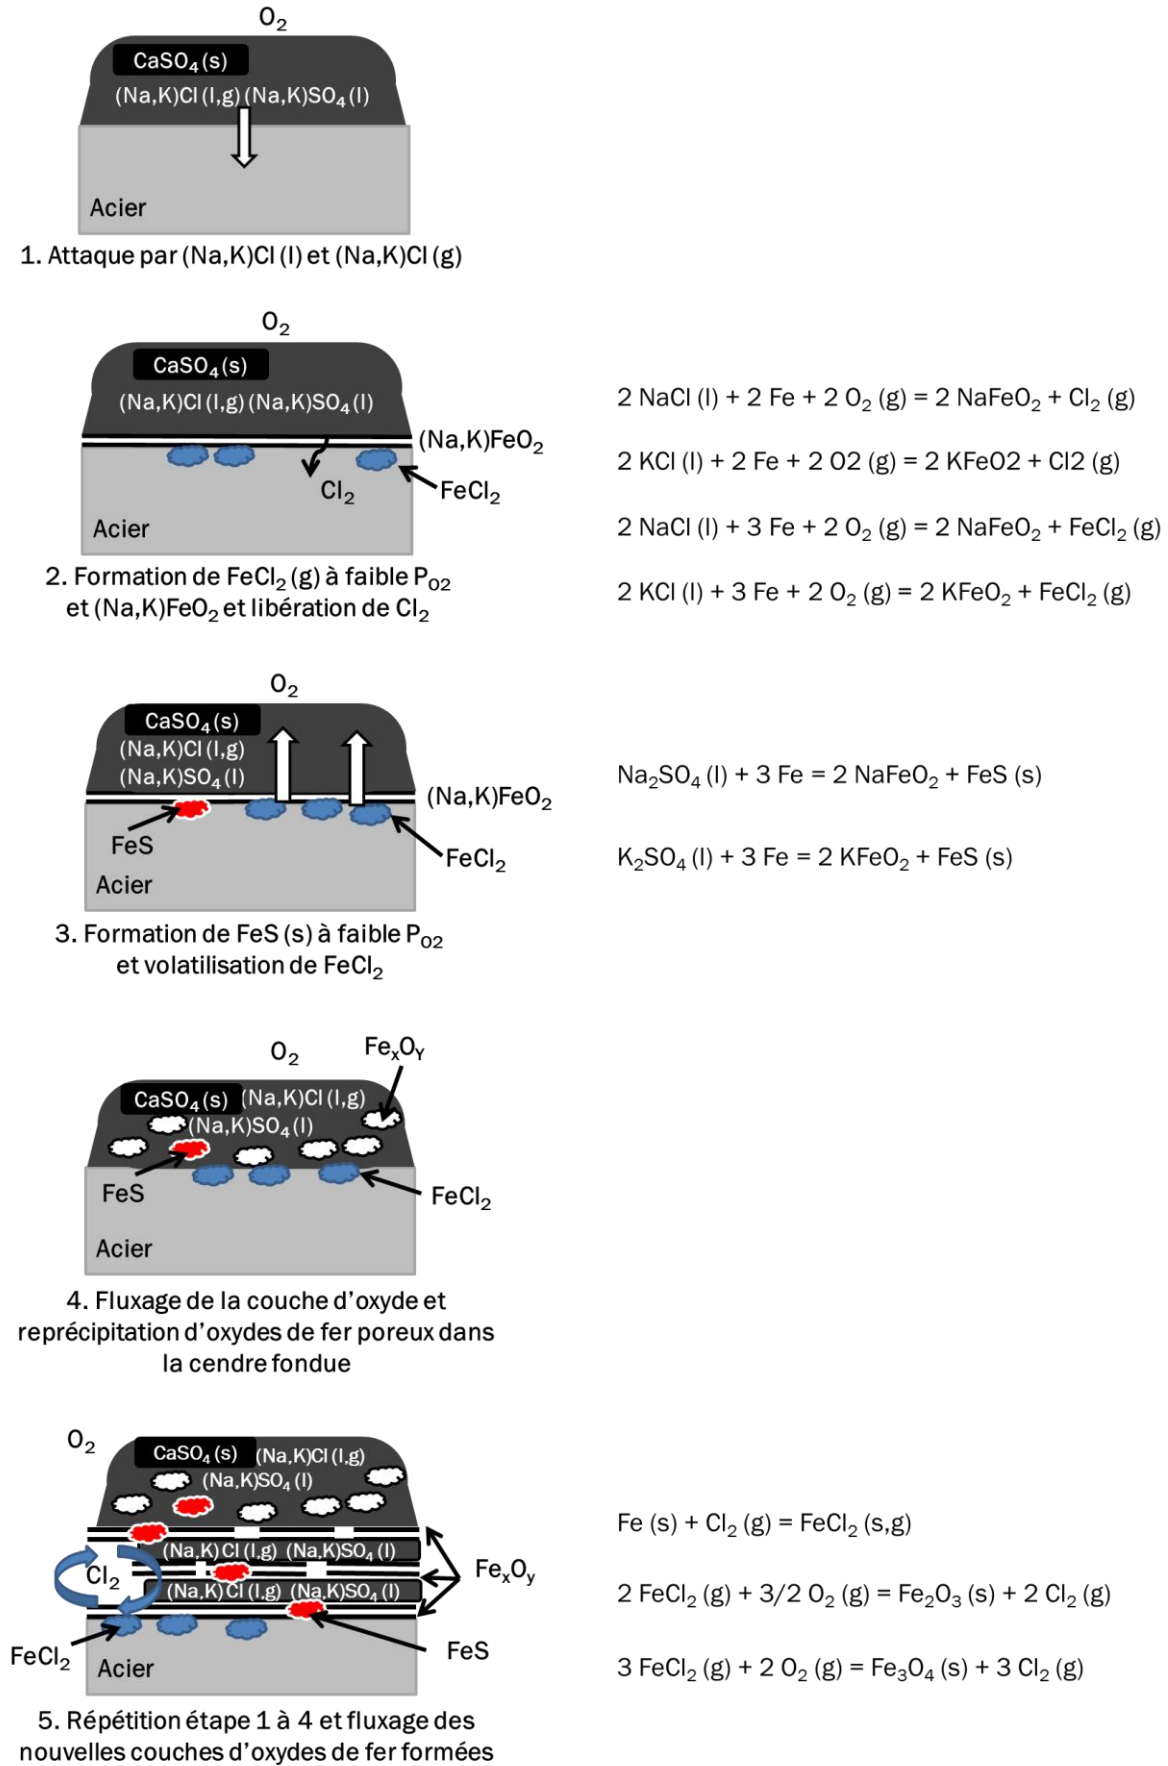 O₂
CaSO₄(s)
(Na,K)Cl (l,g) (Na,K)SO₄ (l)
Acier
1. Attaque par (Na,K)Cl (l) et (Na,K)Cl (g)
O₂
CaSO₄(s)
(Na,K)Cl (l,g) (Na,K)SO₄ (l)
(Na,K)FeO₂
Cl₂
FeCl₂
Acier
2. Formation de FeCl₂ (g) à faible P_O2
et (Na,K)FeO₂ et libération de Cl₂
2 NaCl (l) + 2 Fe + 2 O₂ (g) = 2 NaFeO₂ + Cl₂ (g)
2 KCl (l) + 2 Fe + 2 O2 (g) = 2 KFeO2 + Cl2 (g)
2 NaCl (l) + 3 Fe + 2 O₂ (g) = 2 NaFeO₂ + FeCl₂ (g)
2 KCl (l) + 3 Fe + 2 O₂ (g) = 2 KFeO₂ + FeCl₂ (g)
O₂
CaSO₄(s)
(Na,K)Cl (l,g)
(Na,K)SO₄ (l)
(Na,K)FeO₂
FeS
FeCl₂
Acier
3. Formation de FeS (s) à faible P_O2
et volatilisation de FeCl₂
Na₂SO₄ (l) + 3 Fe = 2 NaFeO₂ + FeS (s)
K₂SO₄ (l) + 3 Fe = 2 KFeO₂ + FeS (s)
O₂
FeₓO_Y
CaSO₄(s) (Na,K)Cl (l,g)
(Na,K)SO₄ (l)
FeS
FeCl₂
Acier
4. Fluxage de la couche d'oxyde et
reprécipitation d'oxydes de fer poreux dans
la cendre fondue
O₂
CaSO₄ (s) (Na,K)Cl (l,g)
(Na,K)SO₄ (l)
(Na,K) Cl (l,g) (Na,K)SO₄ (l)
Cl₂
FeₓO_y
(Na,K) Cl (l,g) (Na,K)SO₄ (l)
FeCl₂
FeS
Acier
5. Répétition étape 1 à 4 et fluxage des
nouvelles couches d'oxydes de fer formées
Fe (s) + Cl₂ (g) = FeCl₂ (s,g)
2 FeCl₂ (g) + 3/2 O₂ (g) = Fe₂O₃ (s) + 2 Cl₂ (g)
3 FeCl₂ (g) + 2 O₂ (g) = Fe₃O₄ (s) + 3 Cl₂ (g)